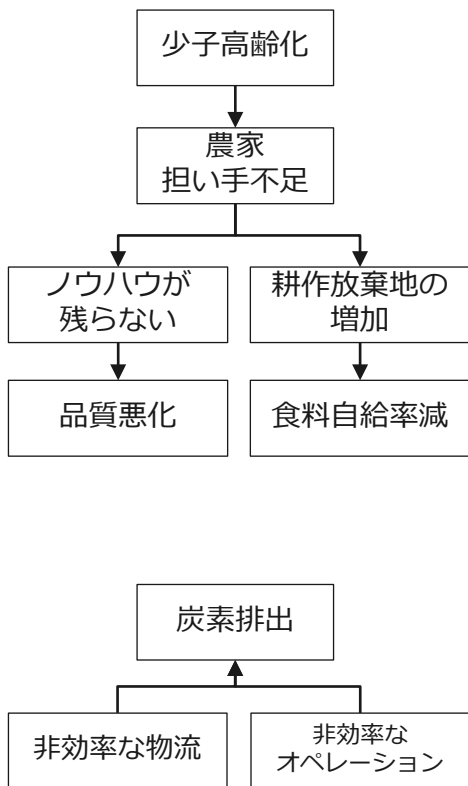 少子高齢化
農家
担い手不足
ノウハウが
残らない
耕作放棄地の
増加
品質悪化
食料自給率減
炭素排出
非効率な物流
非効率な
オペレーション